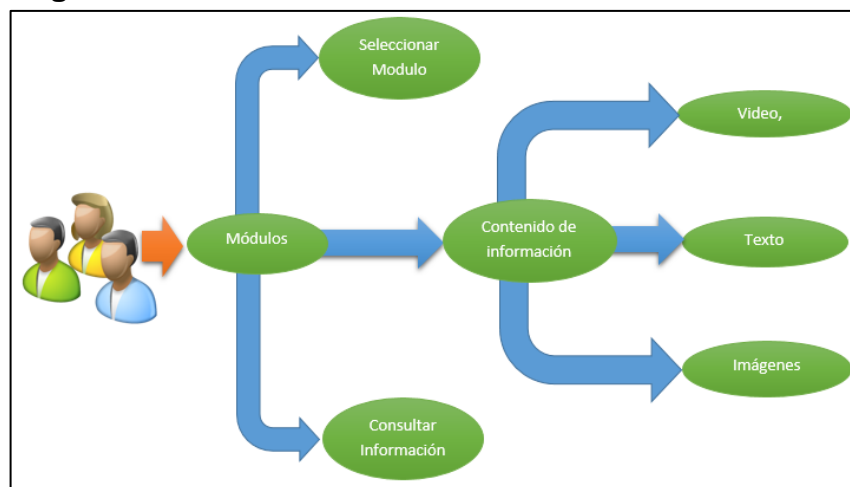 Seleccionar
Modulo
Video,
Módulos
Contenido de
información
Texto
Imágenes
Consultar
Información